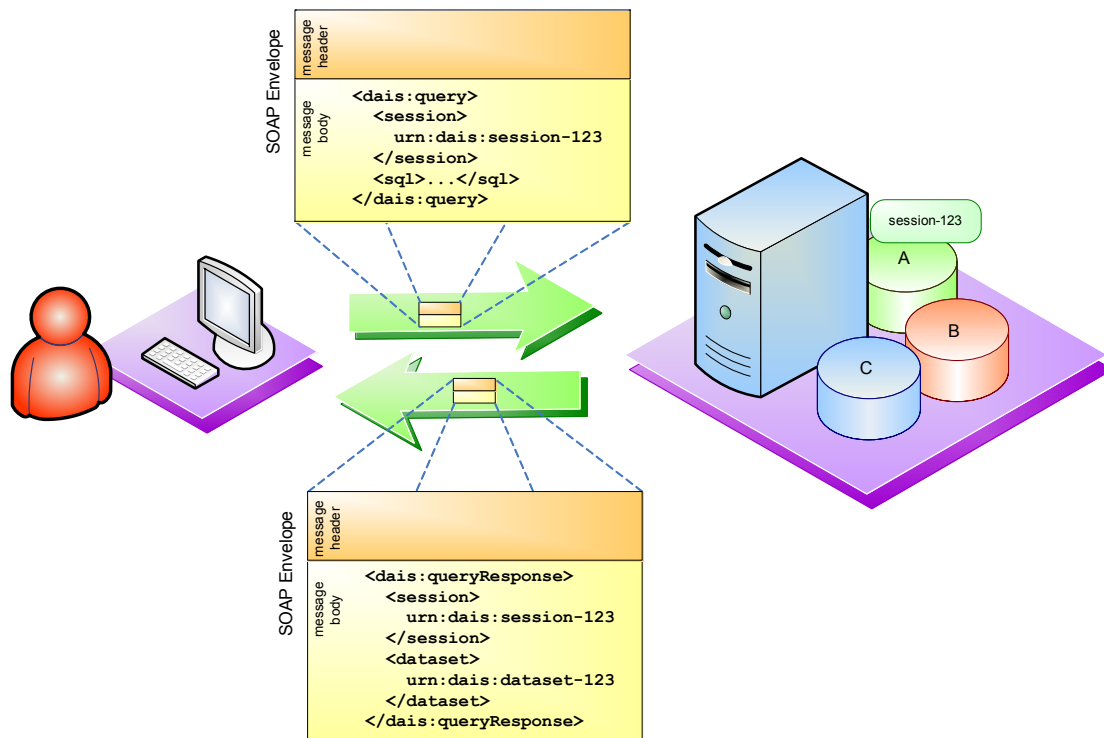 SOAP Envelope
message
header
message
body
<dais:query>
<session>
urn:dais:session-123
</session>
<sql>...</sql>
</dais:query>
session-123
A
B
C
SOAP Envelope
message
header
message
body
<dais:queryResponse>
<session>
urn:dais:session-123
</session>
<dataset>
urn:dais:dataset-123
</dataset>
</dais:queryResponse>